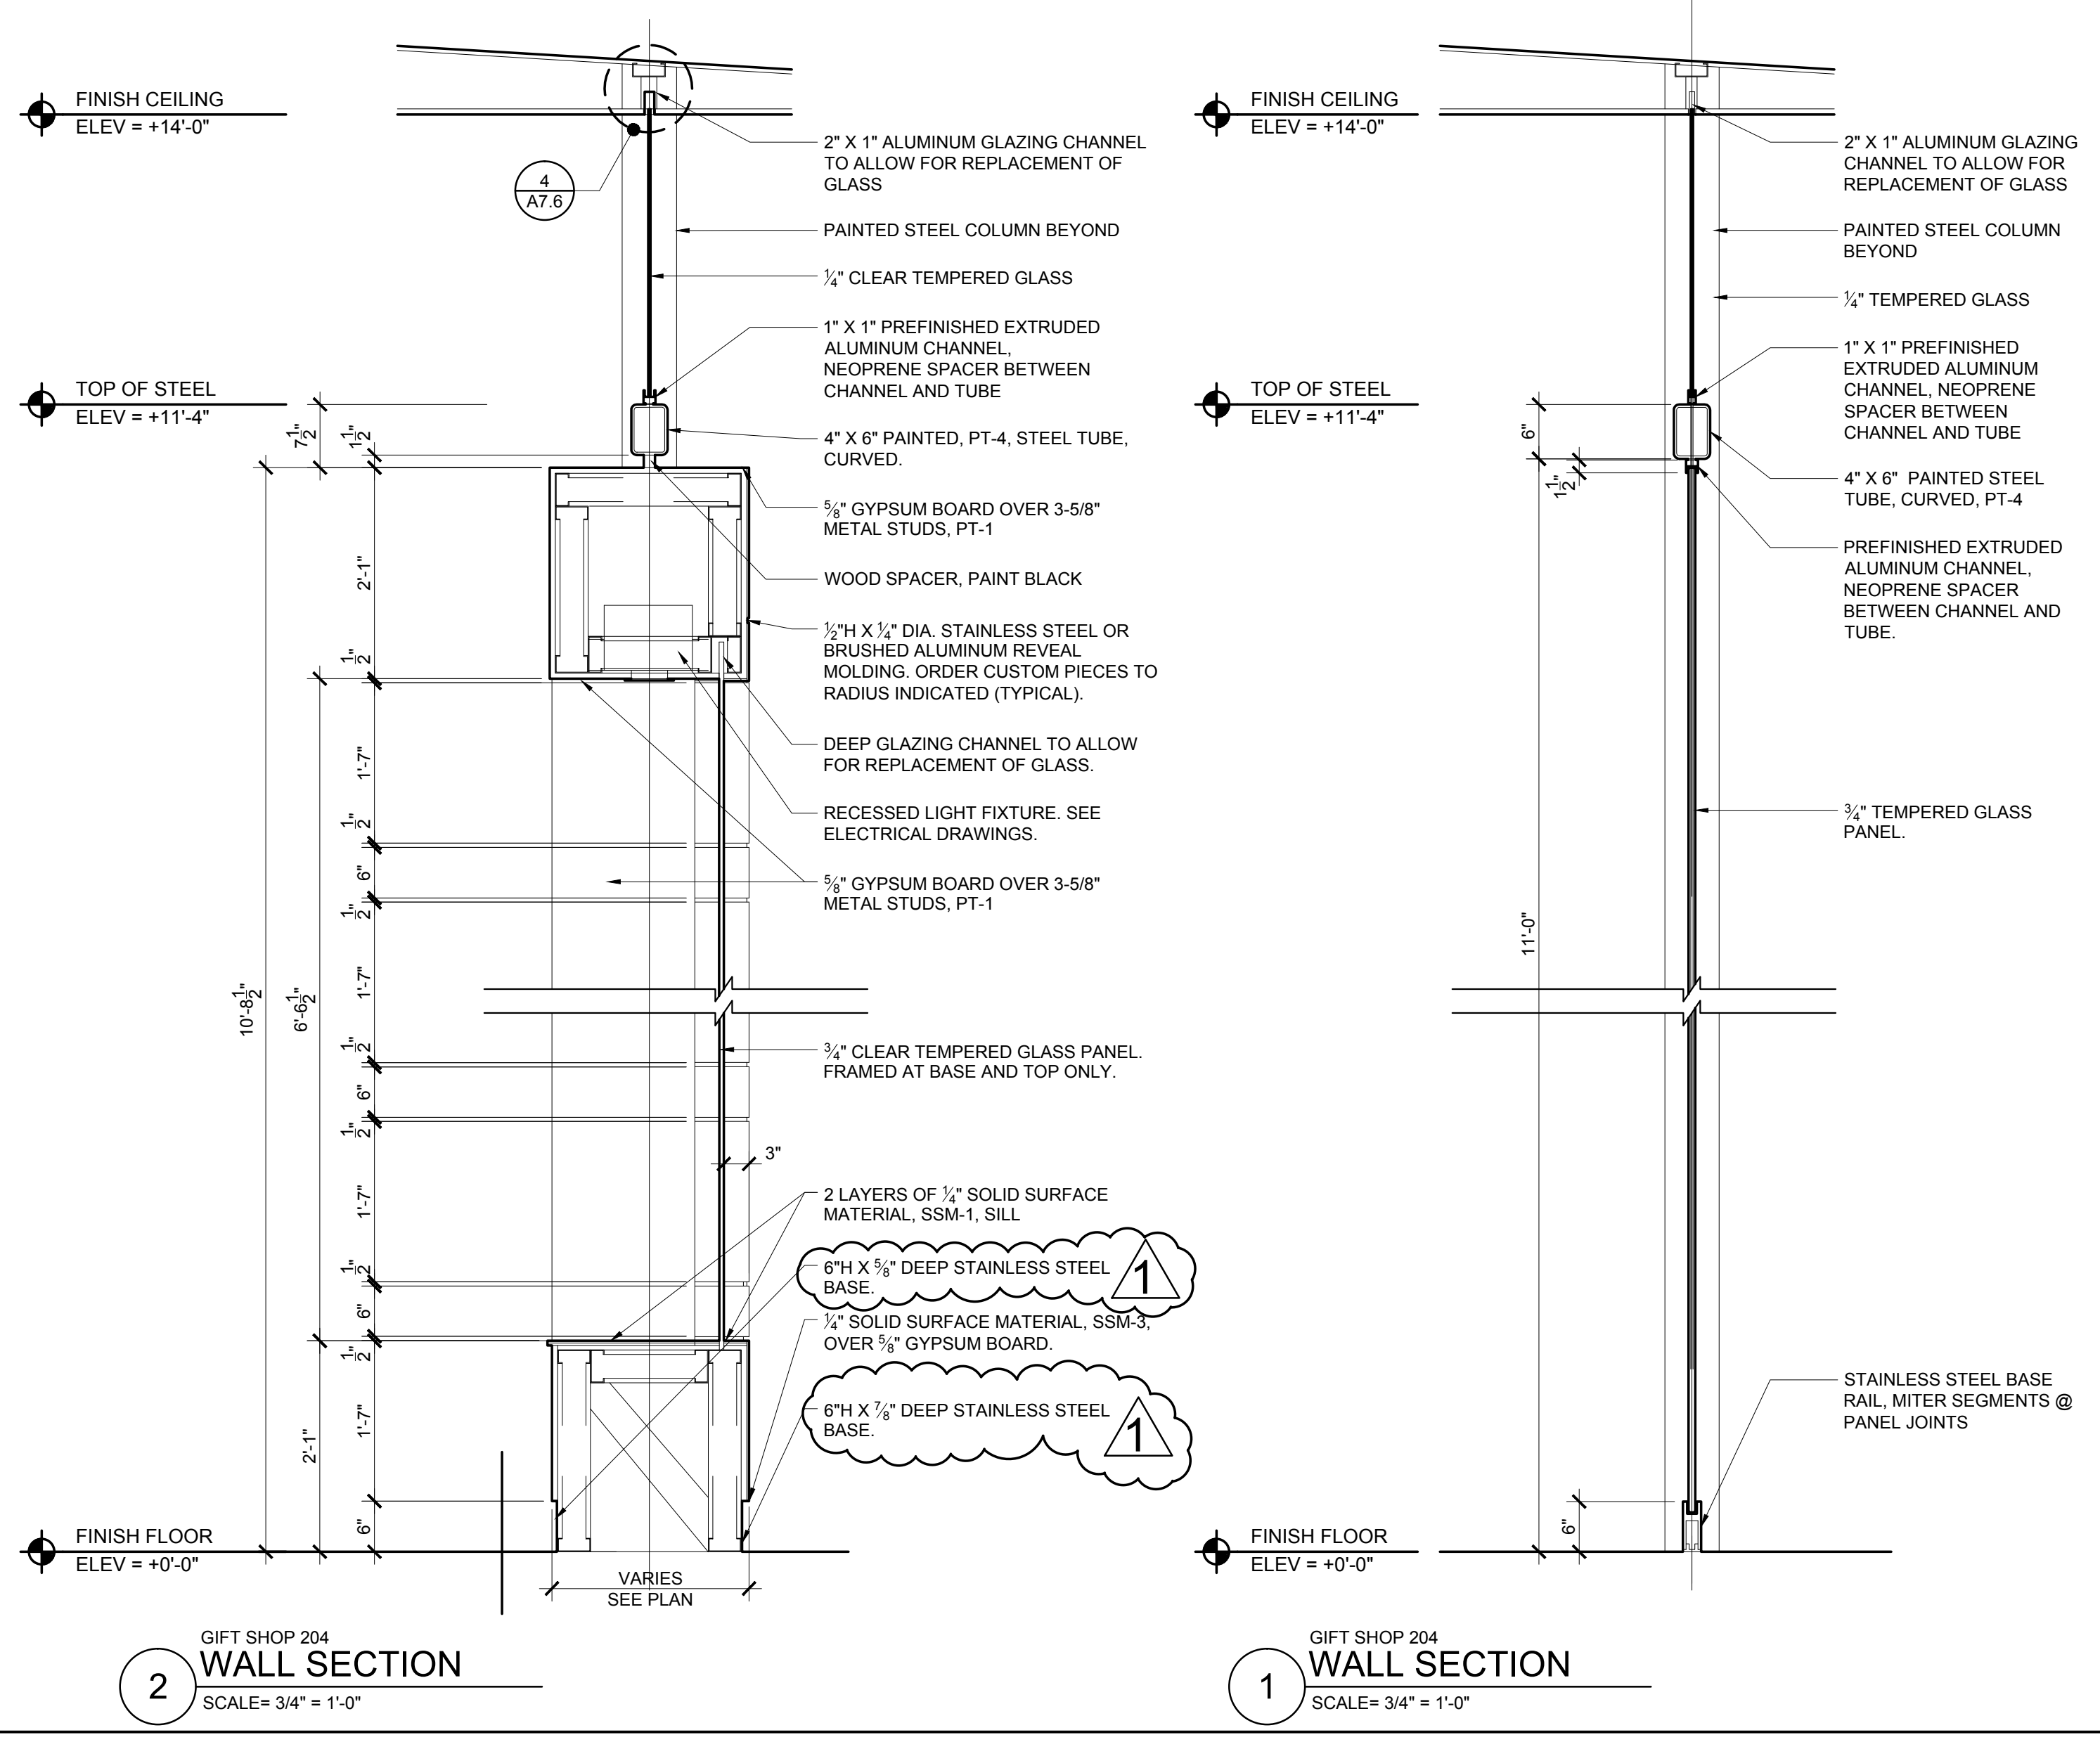 FINISH CEILING
ELEV = +14'-0"
4
A7.6
2" X 1" ALUMINUM GLAZING CHANNEL
TO ALLOW FOR REPLACEMENT OF
GLASS
PAINTED STEEL COLUMN BEYOND
1⁄4" CLEAR TEMPERED GLASS
1" X 1" PREFINISHED EXTRUDED
ALUMINUM CHANNEL,
NEOPRENE SPACER BETWEEN
CHANNEL AND TUBE
TOP OF STEEL
ELEV = +11'-4"
7 1/2"
1 1/2"
4" X 6" PAINTED, PT-4, STEEL TUBE,
CURVED.
5⁄8" GYPSUM BOARD OVER 3-5/8"
METAL STUDS, PT-1
WOOD SPACER, PAINT BLACK
1⁄2"H X 1⁄4" DIA. STAINLESS STEEL OR
BRUSHED ALUMINUM REVEAL
MOLDING. ORDER CUSTOM PIECES TO
RADIUS INDICATED (TYPICAL).
DEEP GLAZING CHANNEL TO ALLOW
FOR REPLACEMENT OF GLASS.
RECESSED LIGHT FIXTURE. SEE
ELECTRICAL DRAWINGS.
5⁄8" GYPSUM BOARD OVER 3-5/8"
METAL STUDS, PT-1
3⁄4" CLEAR TEMPERED GLASS PANEL.
FRAMED AT BASE AND TOP ONLY.
3"
2 LAYERS OF 1⁄4" SOLID SURFACE
MATERIAL, SSM-1, SILL
6"H X 5⁄8" DEEP STAINLESS STEEL
BASE.
1
1⁄4" SOLID SURFACE MATERIAL, SSM-3,
OVER 5⁄8" GYPSUM BOARD.
6"H X 7⁄8" DEEP STAINLESS STEEL
BASE.
1
2'-1"
1/2"
1'-7"
1/2"
6"
1/2"
1'-7"
1/2"
6"
1/2"
1'-7"
1/2"
6"
1/2"
1'-7"
6"
10'-8 1/2"
6'-6 1/2"
2'-1"
FINISH FLOOR
ELEV = +0'-0"
VARIES
SEE PLAN
2
GIFT SHOP 204
WALL SECTION
SCALE= 3/4" = 1'-0"
FINISH CEILING
ELEV = +14'-0"
2" X 1" ALUMINUM GLAZING
CHANNEL TO ALLOW FOR
REPLACEMENT OF GLASS
PAINTED STEEL COLUMN
BEYOND
1⁄4" TEMPERED GLASS
1" X 1" PREFINISHED
EXTRUDED ALUMINUM
CHANNEL, NEOPRENE
SPACER BETWEEN
CHANNEL AND TUBE
TOP OF STEEL
ELEV = +11'-4"
6"
1 1/2"
4" X 6" PAINTED STEEL
TUBE, CURVED, PT-4
PREFINISHED EXTRUDED
ALUMINUM CHANNEL,
NEOPRENE SPACER
BETWEEN CHANNEL AND
TUBE.
3⁄4" TEMPERED GLASS
PANEL.
11'-0"
STAINLESS STEEL BASE
RAIL, MITER SEGMENTS @
PANEL JOINTS
6"
FINISH FLOOR
ELEV = +0'-0"
1
GIFT SHOP 204
WALL SECTION
SCALE= 3/4" = 1'-0"